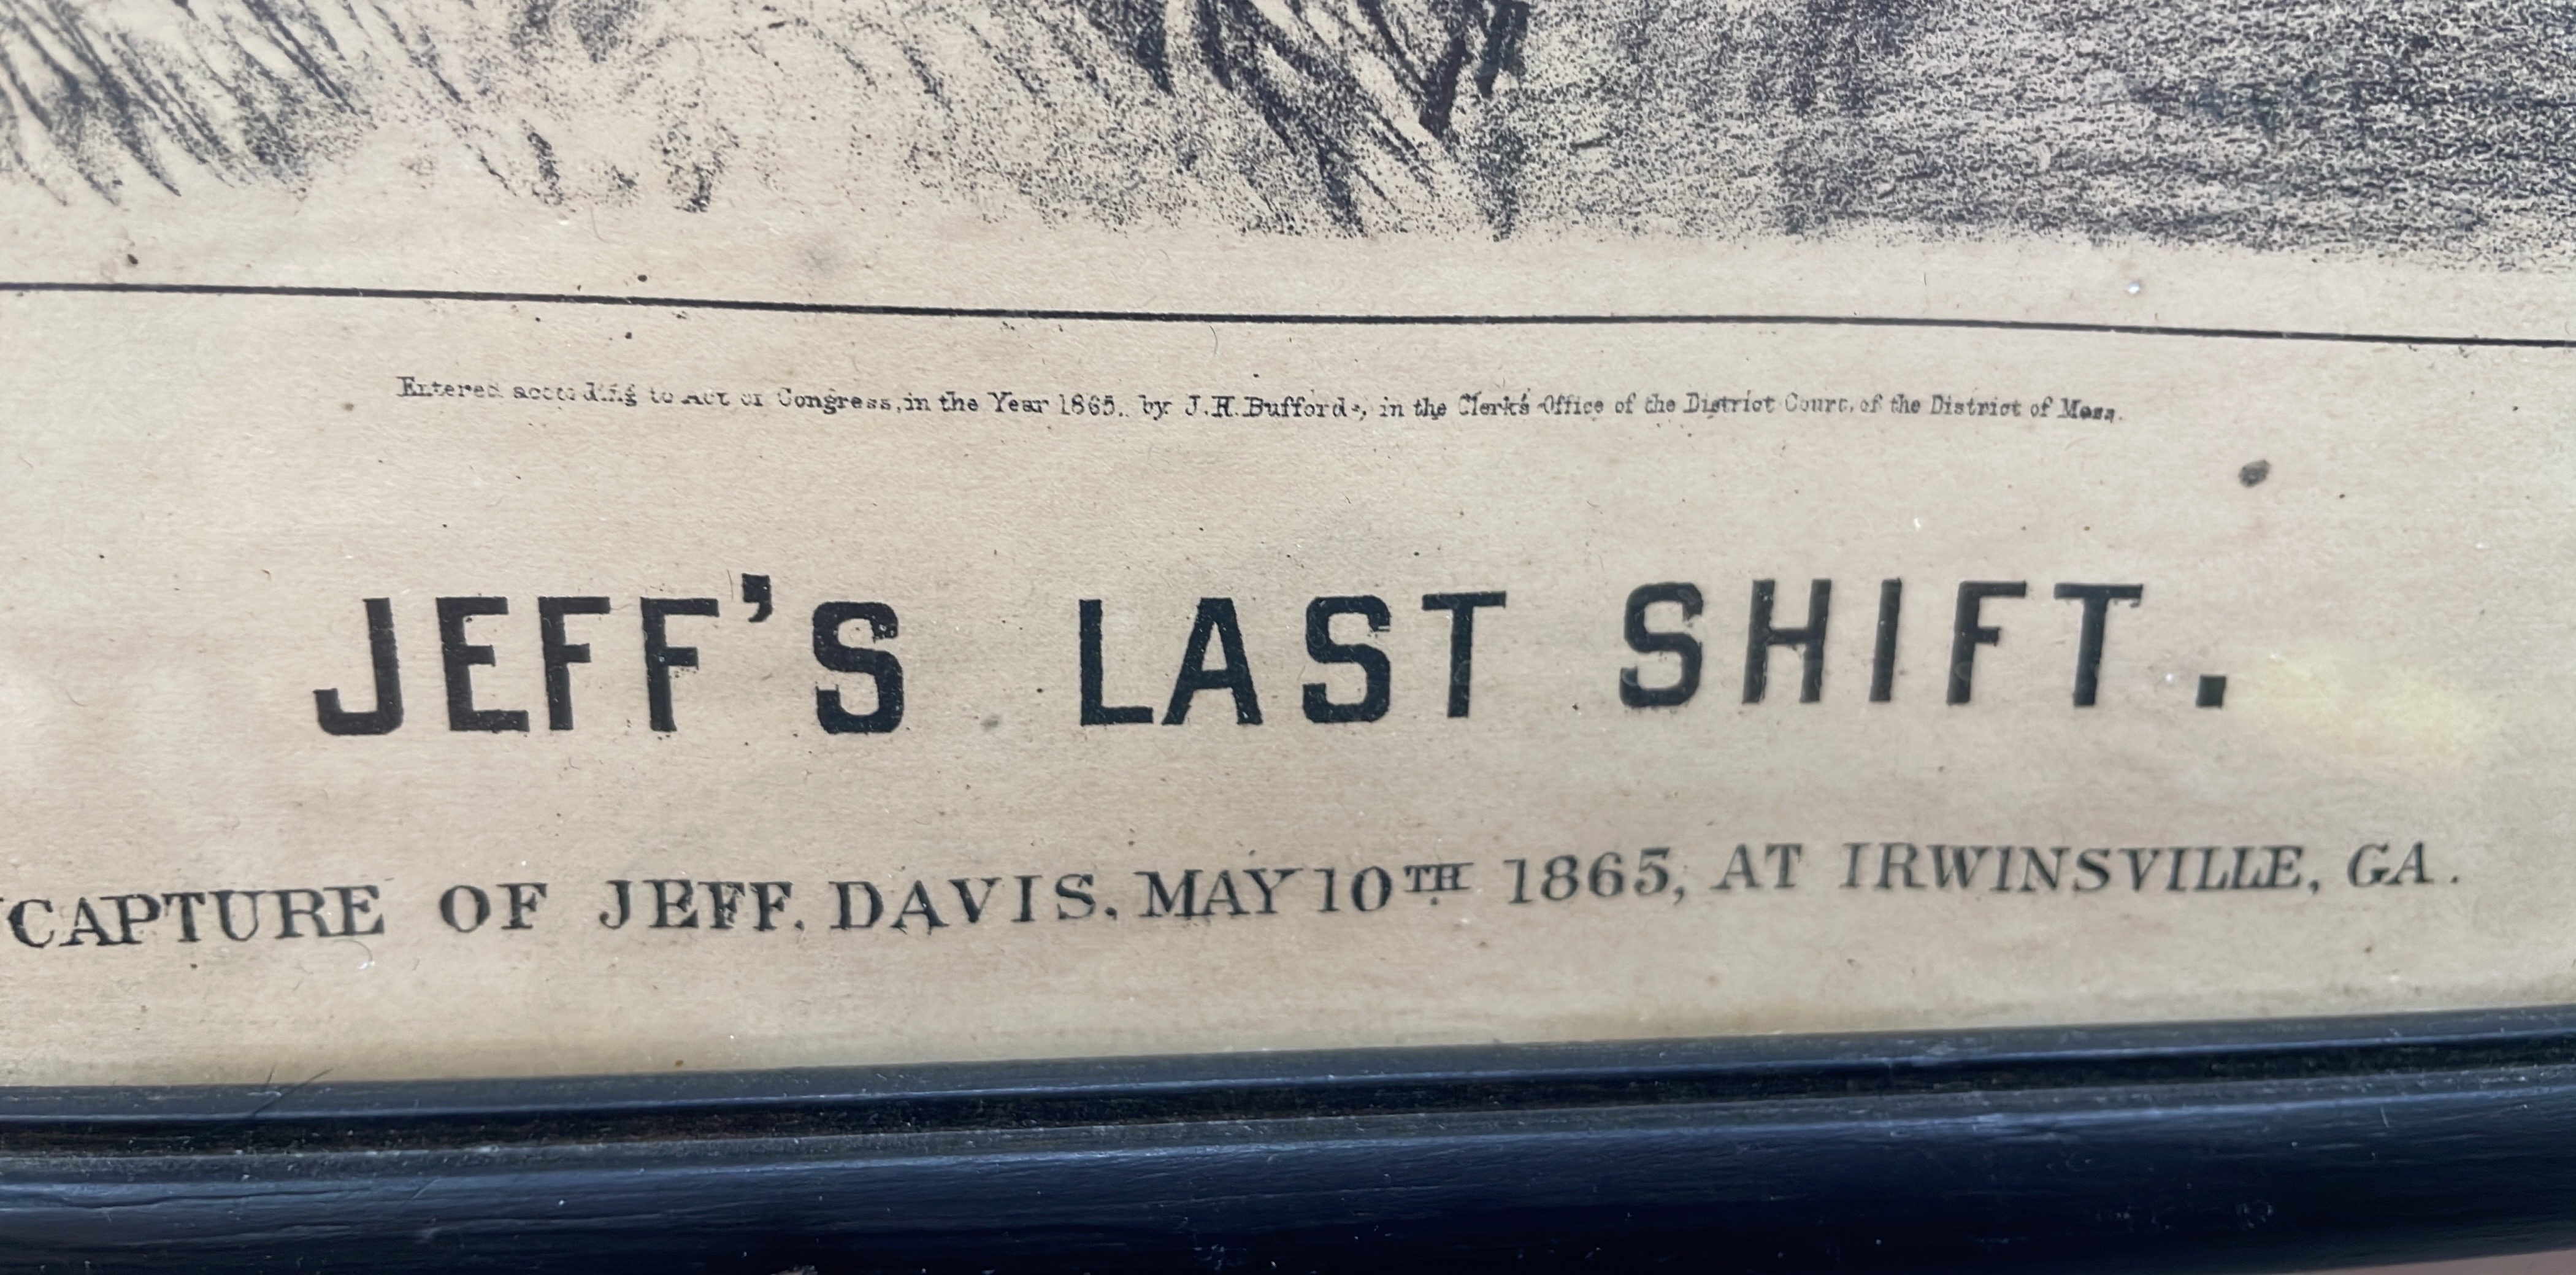 Entered according to Act of Congress, in the Year 1865. by J. H. Bufford, in the Clerk's Office of the District Court, of the District of Mass.
JEFF'S LAST SHIFT.
CAPTURE OF JEFF. DAVIS, MAY 10TH 1865, AT IRWINSVILLE, GA.